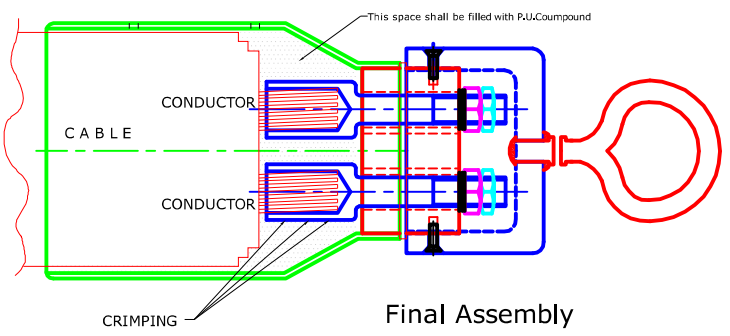 This space shall be filled with P.U.Coumpound
CONDUCTOR
C A B L E
CONDUCTOR
CRIMPING
Final Assembly